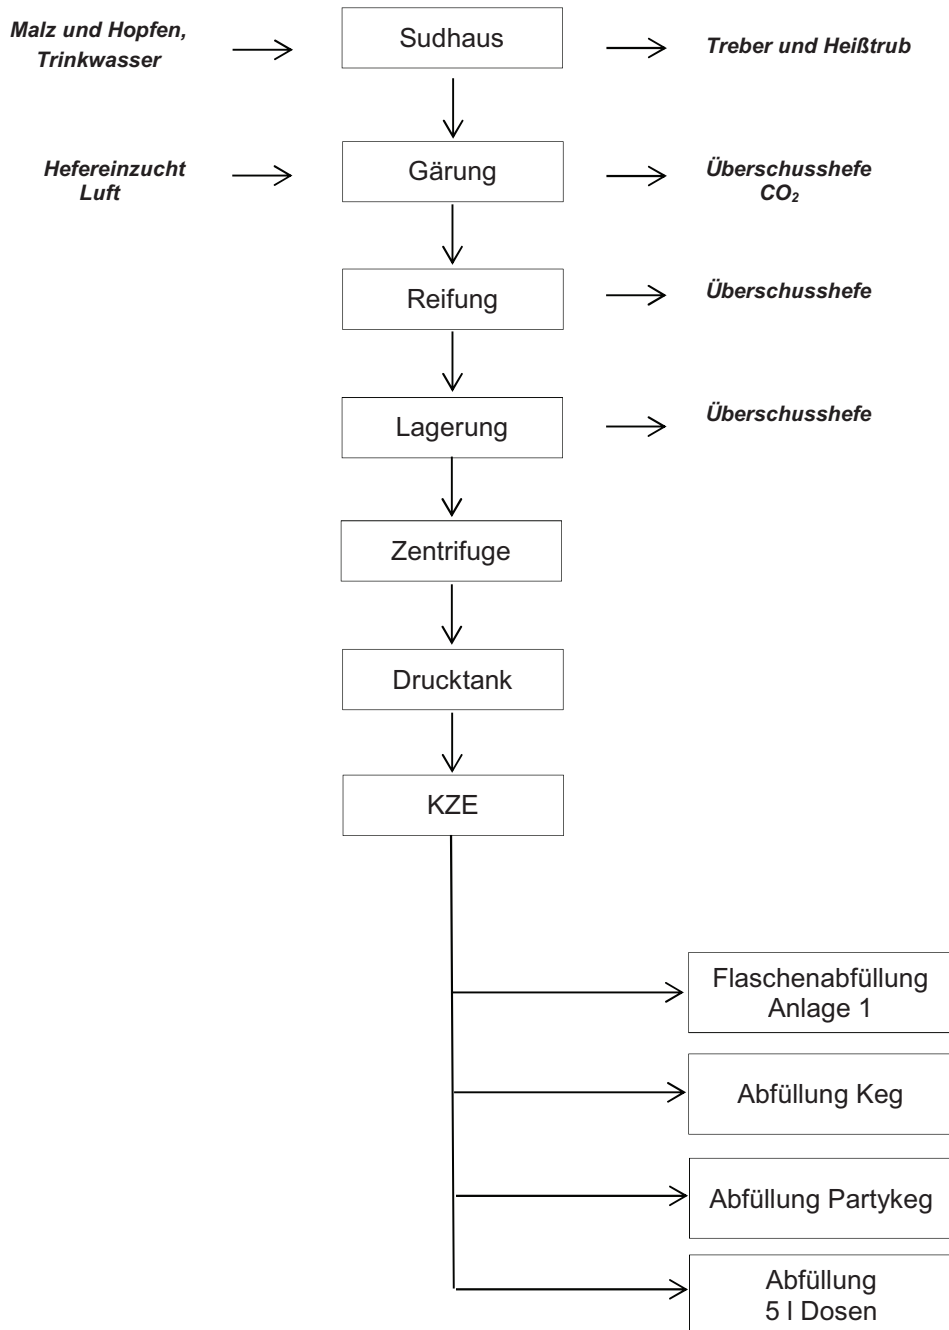 Malz und Hopfen,
Trinkwasser
Sudhaus
Treber und Heißtrub
Hefereinzucht
Luft
Gärung
Überschusshefe
CO₂
Reifung
Überschusshefe
Lagerung
Überschusshefe
Zentrifuge
Drucktank
KZE
Flaschenabfüllung
Anlage 1
Abfüllung Keg
Abfüllung Partykeg
Abfüllung
5 l Dosen